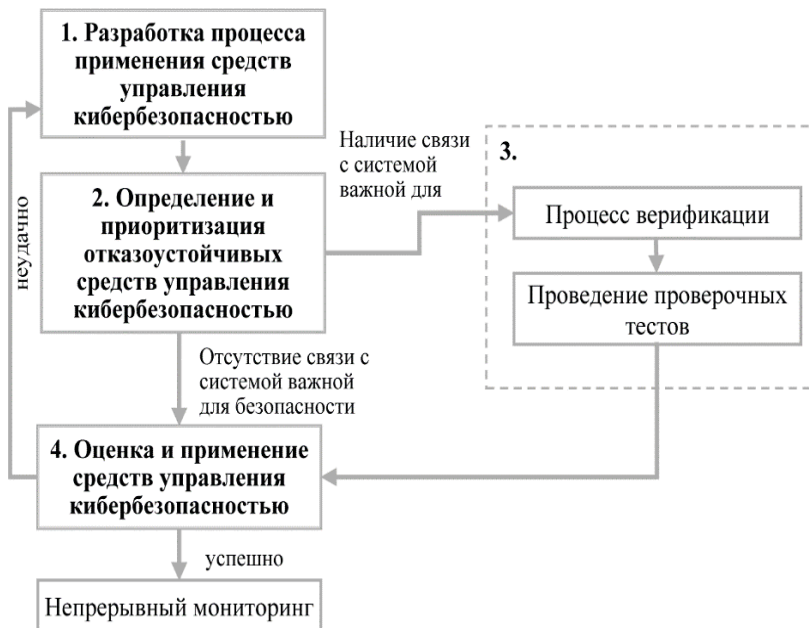 1. Разработка процесса
применения средств
управления
кибербезопасностью
Наличие связи
с системой
важной для
3.
2. Определение и
приоритизация
отказоустойчивых
средств управления
кибербезопасностью
Процесс верификации
Проведение проверочных
тестов
неудачно
Отсутствие связи с
системой важной
для безопасности
4. Оценка и применение
средств управления
кибербезопасностью
успешно
Непрерывный мониторинг